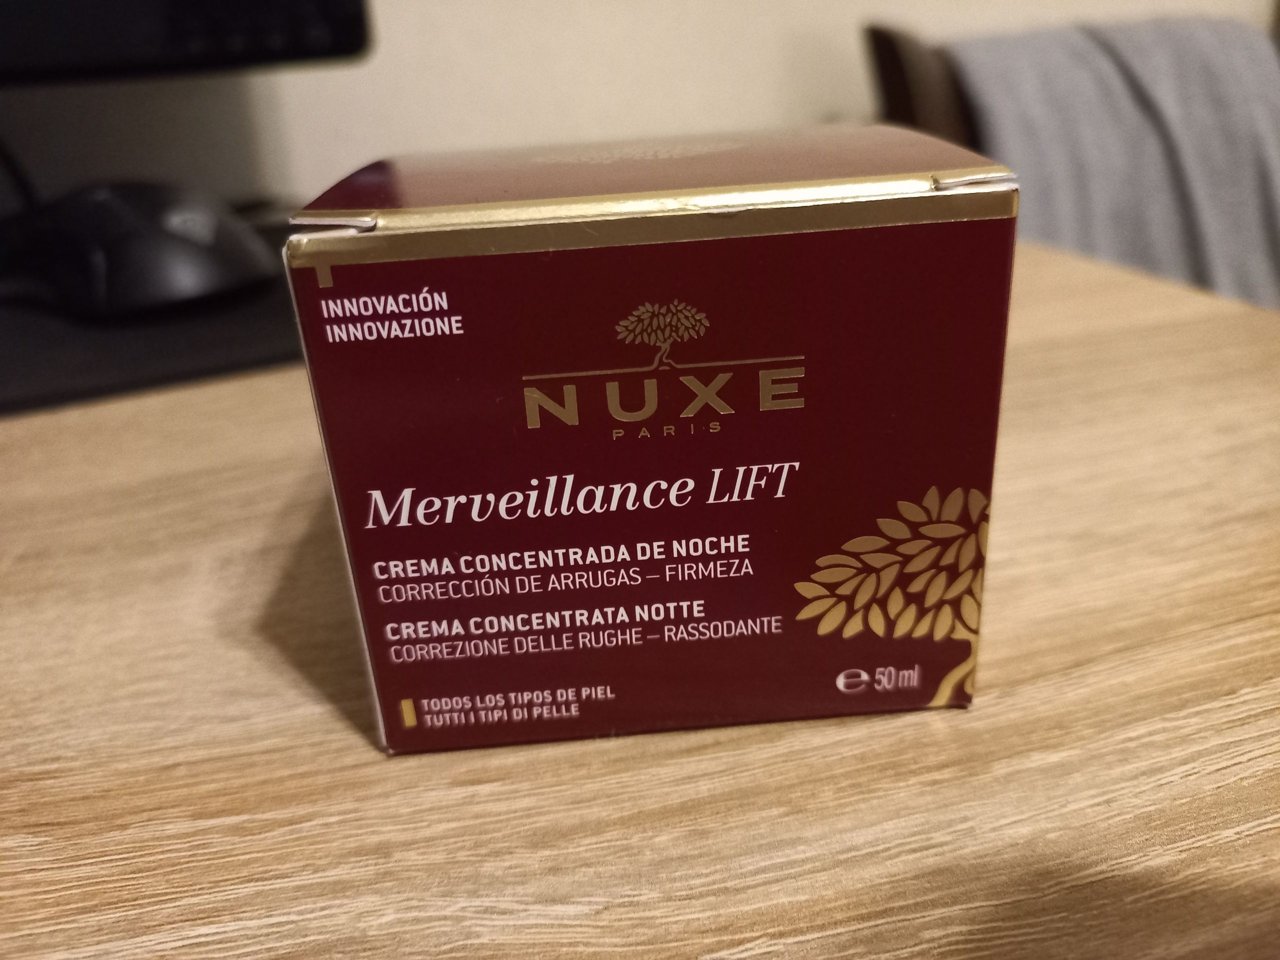 INNOVACIÓN
INNOVAZIONE
NUXE
PARIS
Merveillance LIFT
CREMA CONCENTRADA DE NOCHE
CORRECCIÓN DE ARRUGAS – FIRMEZA
CREMA CONCENTRATA NOTTE
CORREZIONE DELLE RUGHE – RASSODANTE
TODOS LOS TIPOS DE PIEL
TUTTI I TIPI DI PELLE
℮ 50 ml